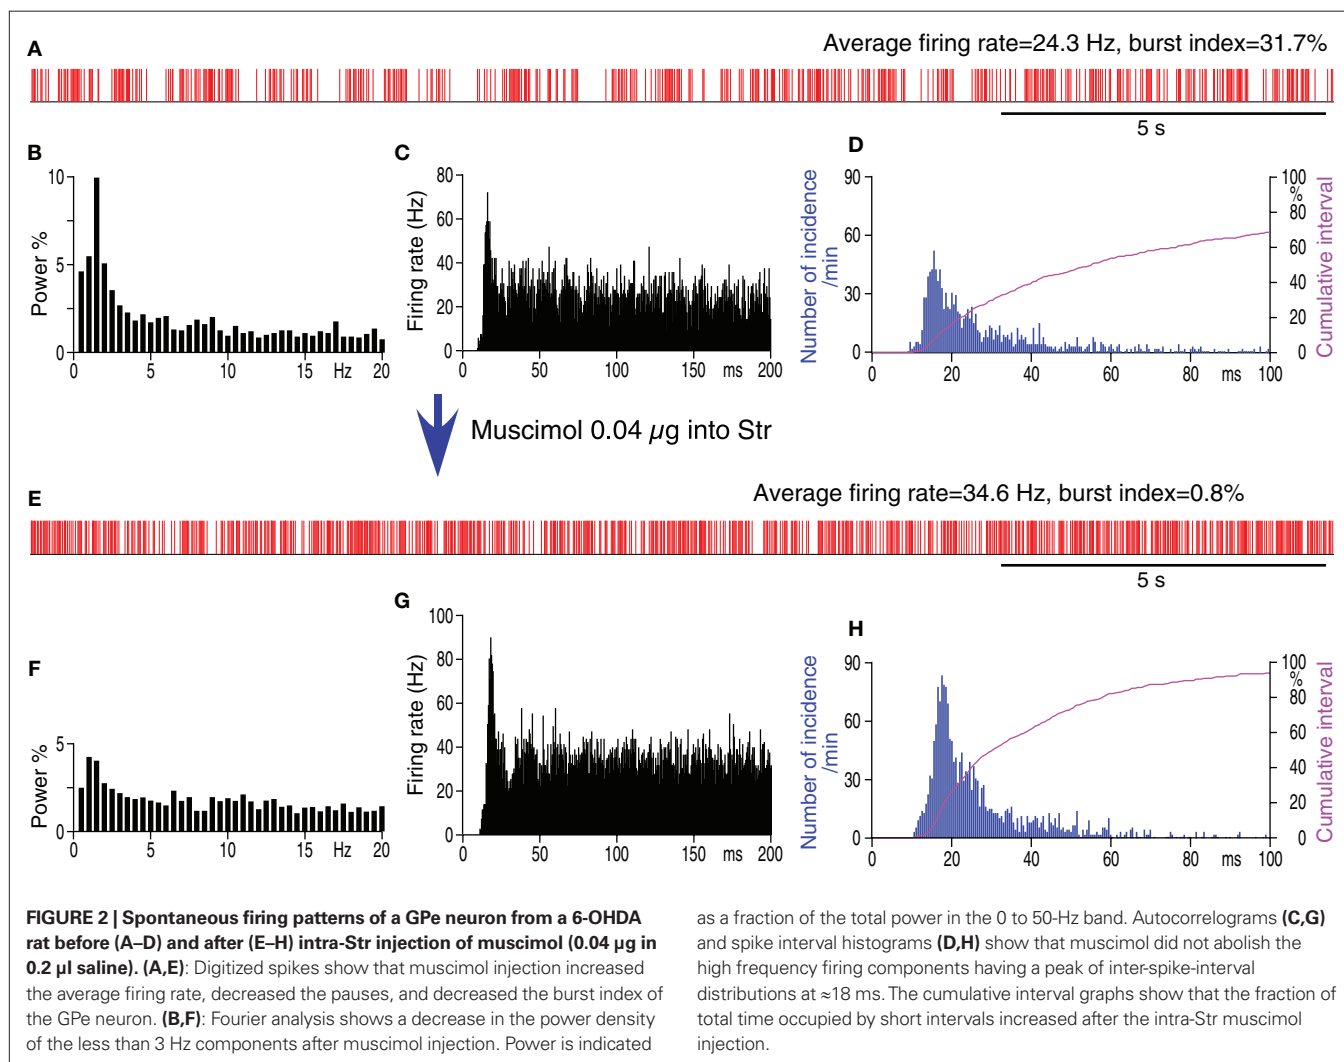 A
Average firing rate=24.3 Hz, burst index=31.7%
5 s
B
10
5
0
Power %
0 5 10 15 Hz 20
C
80
60
40
20
0
Firing rate (Hz)
0 50 100 150 ms 200
D
90
60
30
0
Number of incidence
/min
100
%
80
60
40
20
0
Cumulative interval
0 20 40 60 80 ms 100
Muscimol 0.04 µg into Str
E
Average firing rate=34.6 Hz, burst index=0.8%
5 s
F
5
0
Power %
0 5 10 15 Hz 20
G
100
80
60
40
20
0
Firing rate (Hz)
0 50 100 150 ms 200
H
90
60
30
0
Number of incidence
/min
100
%
80
60
40
20
0
Cumulative interval
0 20 40 60 80 ms 100
FIGURE 2 | Spontaneous firing patterns of a GPe neuron from a 6-OHDA
rat before (A–D) and after (E–H) intra-Str injection of muscimol (0.04 µg in
0.2 µl saline). (A,E): Digitized spikes show that muscimol injection increased
the average firing rate, decreased the pauses, and decreased the burst index of
the GPe neuron. (B,F): Fourier analysis shows a decrease in the power density
of the less than 3 Hz components after muscimol injection. Power is indicated
as a fraction of the total power in the 0 to 50-Hz band. Autocorrelograms (C,G)
and spike interval histograms (D,H) show that muscimol did not abolish the
high frequency firing components having a peak of inter-spike-interval
distributions at ≈18 ms. The cumulative interval graphs show that the fraction of
total time occupied by short intervals increased after the intra-Str muscimol
injection.